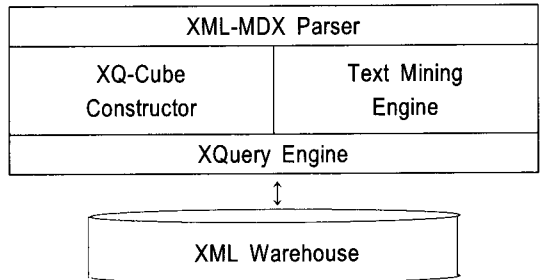 XML-MDX Parser
XQ-Cube
Constructor
Text Mining
Engine
XQuery Engine
XML Warehouse